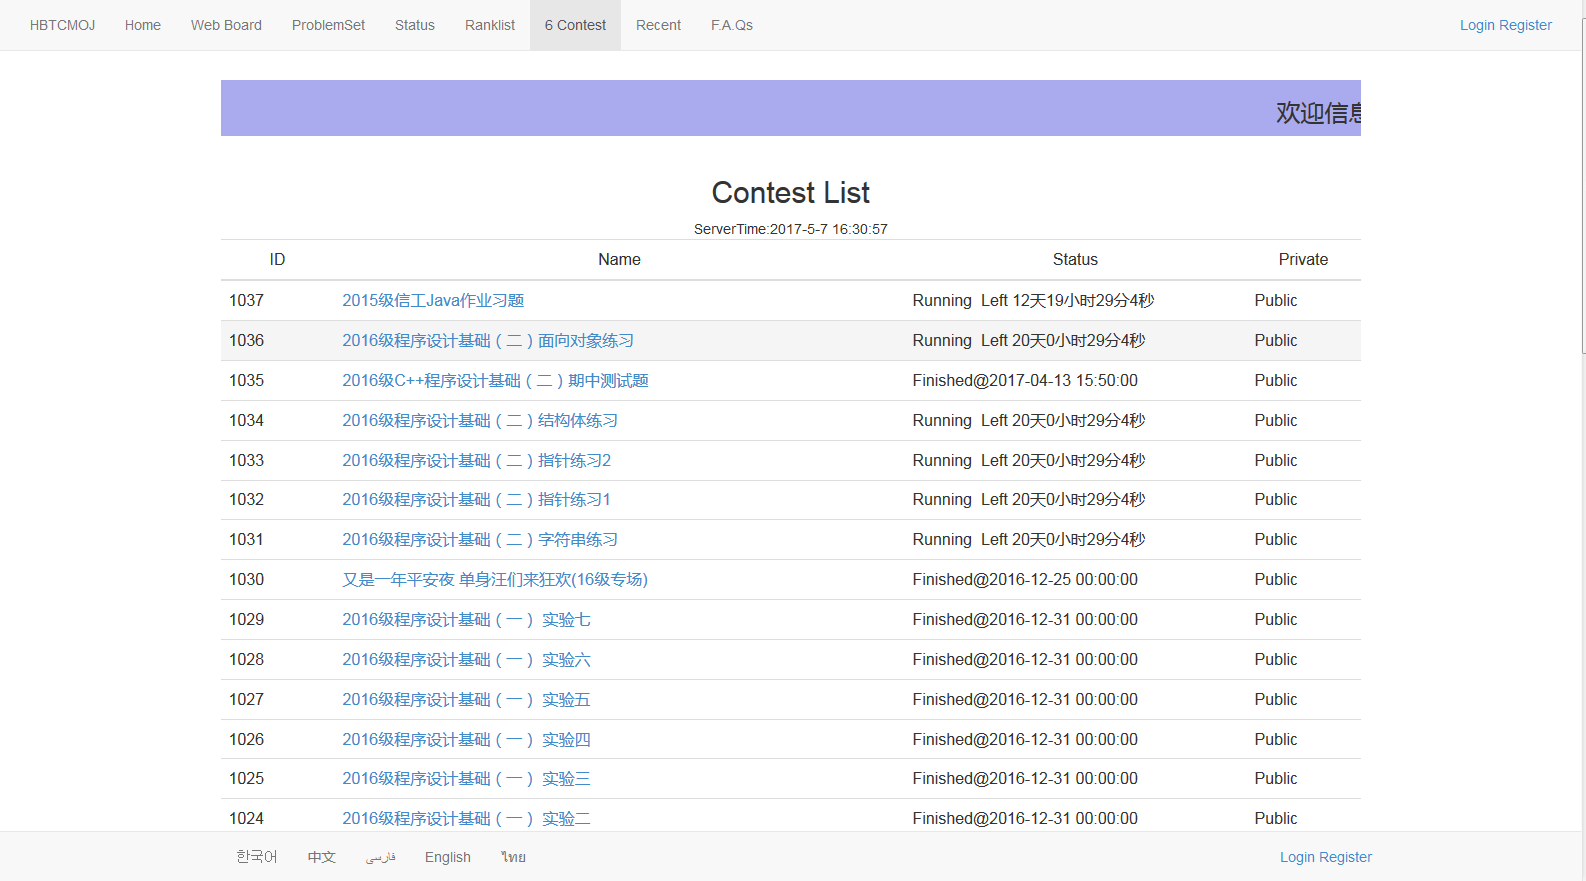 HBTCMOJ Home Web Board ProblemSet Status Ranklist 6 Contest Recent F.A.Qs Login Register
欢迎信息
Contest List
ServerTime:2017-5-7 16:30:57
ID Name Status Private
1037 2015级信工Java作业习题 Running Left 12天19小时29分4秒 Public
1036 2016级程序设计基础（二）面向对象练习 Running Left 20天0小时29分4秒 Public
1035 2016级C++程序设计基础（二）期中测试题 Finished@2017-04-13 15:50:00 Public
1034 2016级程序设计基础（二）结构体练习 Running Left 20天0小时29分4秒 Public
1033 2016级程序设计基础（二）指针练习2 Running Left 20天0小时29分4秒 Public
1032 2016级程序设计基础（二）指针练习1 Running Left 20天0小时29分4秒 Public
1031 2016级程序设计基础（二）字符串练习 Running Left 20天0小时29分4秒 Public
1030 又是一年平安夜 单身汪们来狂欢(16级专场) Finished@2016-12-25 00:00:00 Public
1029 2016级程序设计基础（一） 实验七 Finished@2016-12-31 00:00:00 Public
1028 2016级程序设计基础（一） 实验六 Finished@2016-12-31 00:00:00 Public
1027 2016级程序设计基础（一） 实验五 Finished@2016-12-31 00:00:00 Public
1026 2016级程序设计基础（一） 实验四 Finished@2016-12-31 00:00:00 Public
1025 2016级程序设计基础（一） 实验三 Finished@2016-12-31 00:00:00 Public
1024 2016级程序设计基础（一） 实验二 Finished@2016-12-31 00:00:00 Public
한국어 中文 فارسی English ไทย Login Register